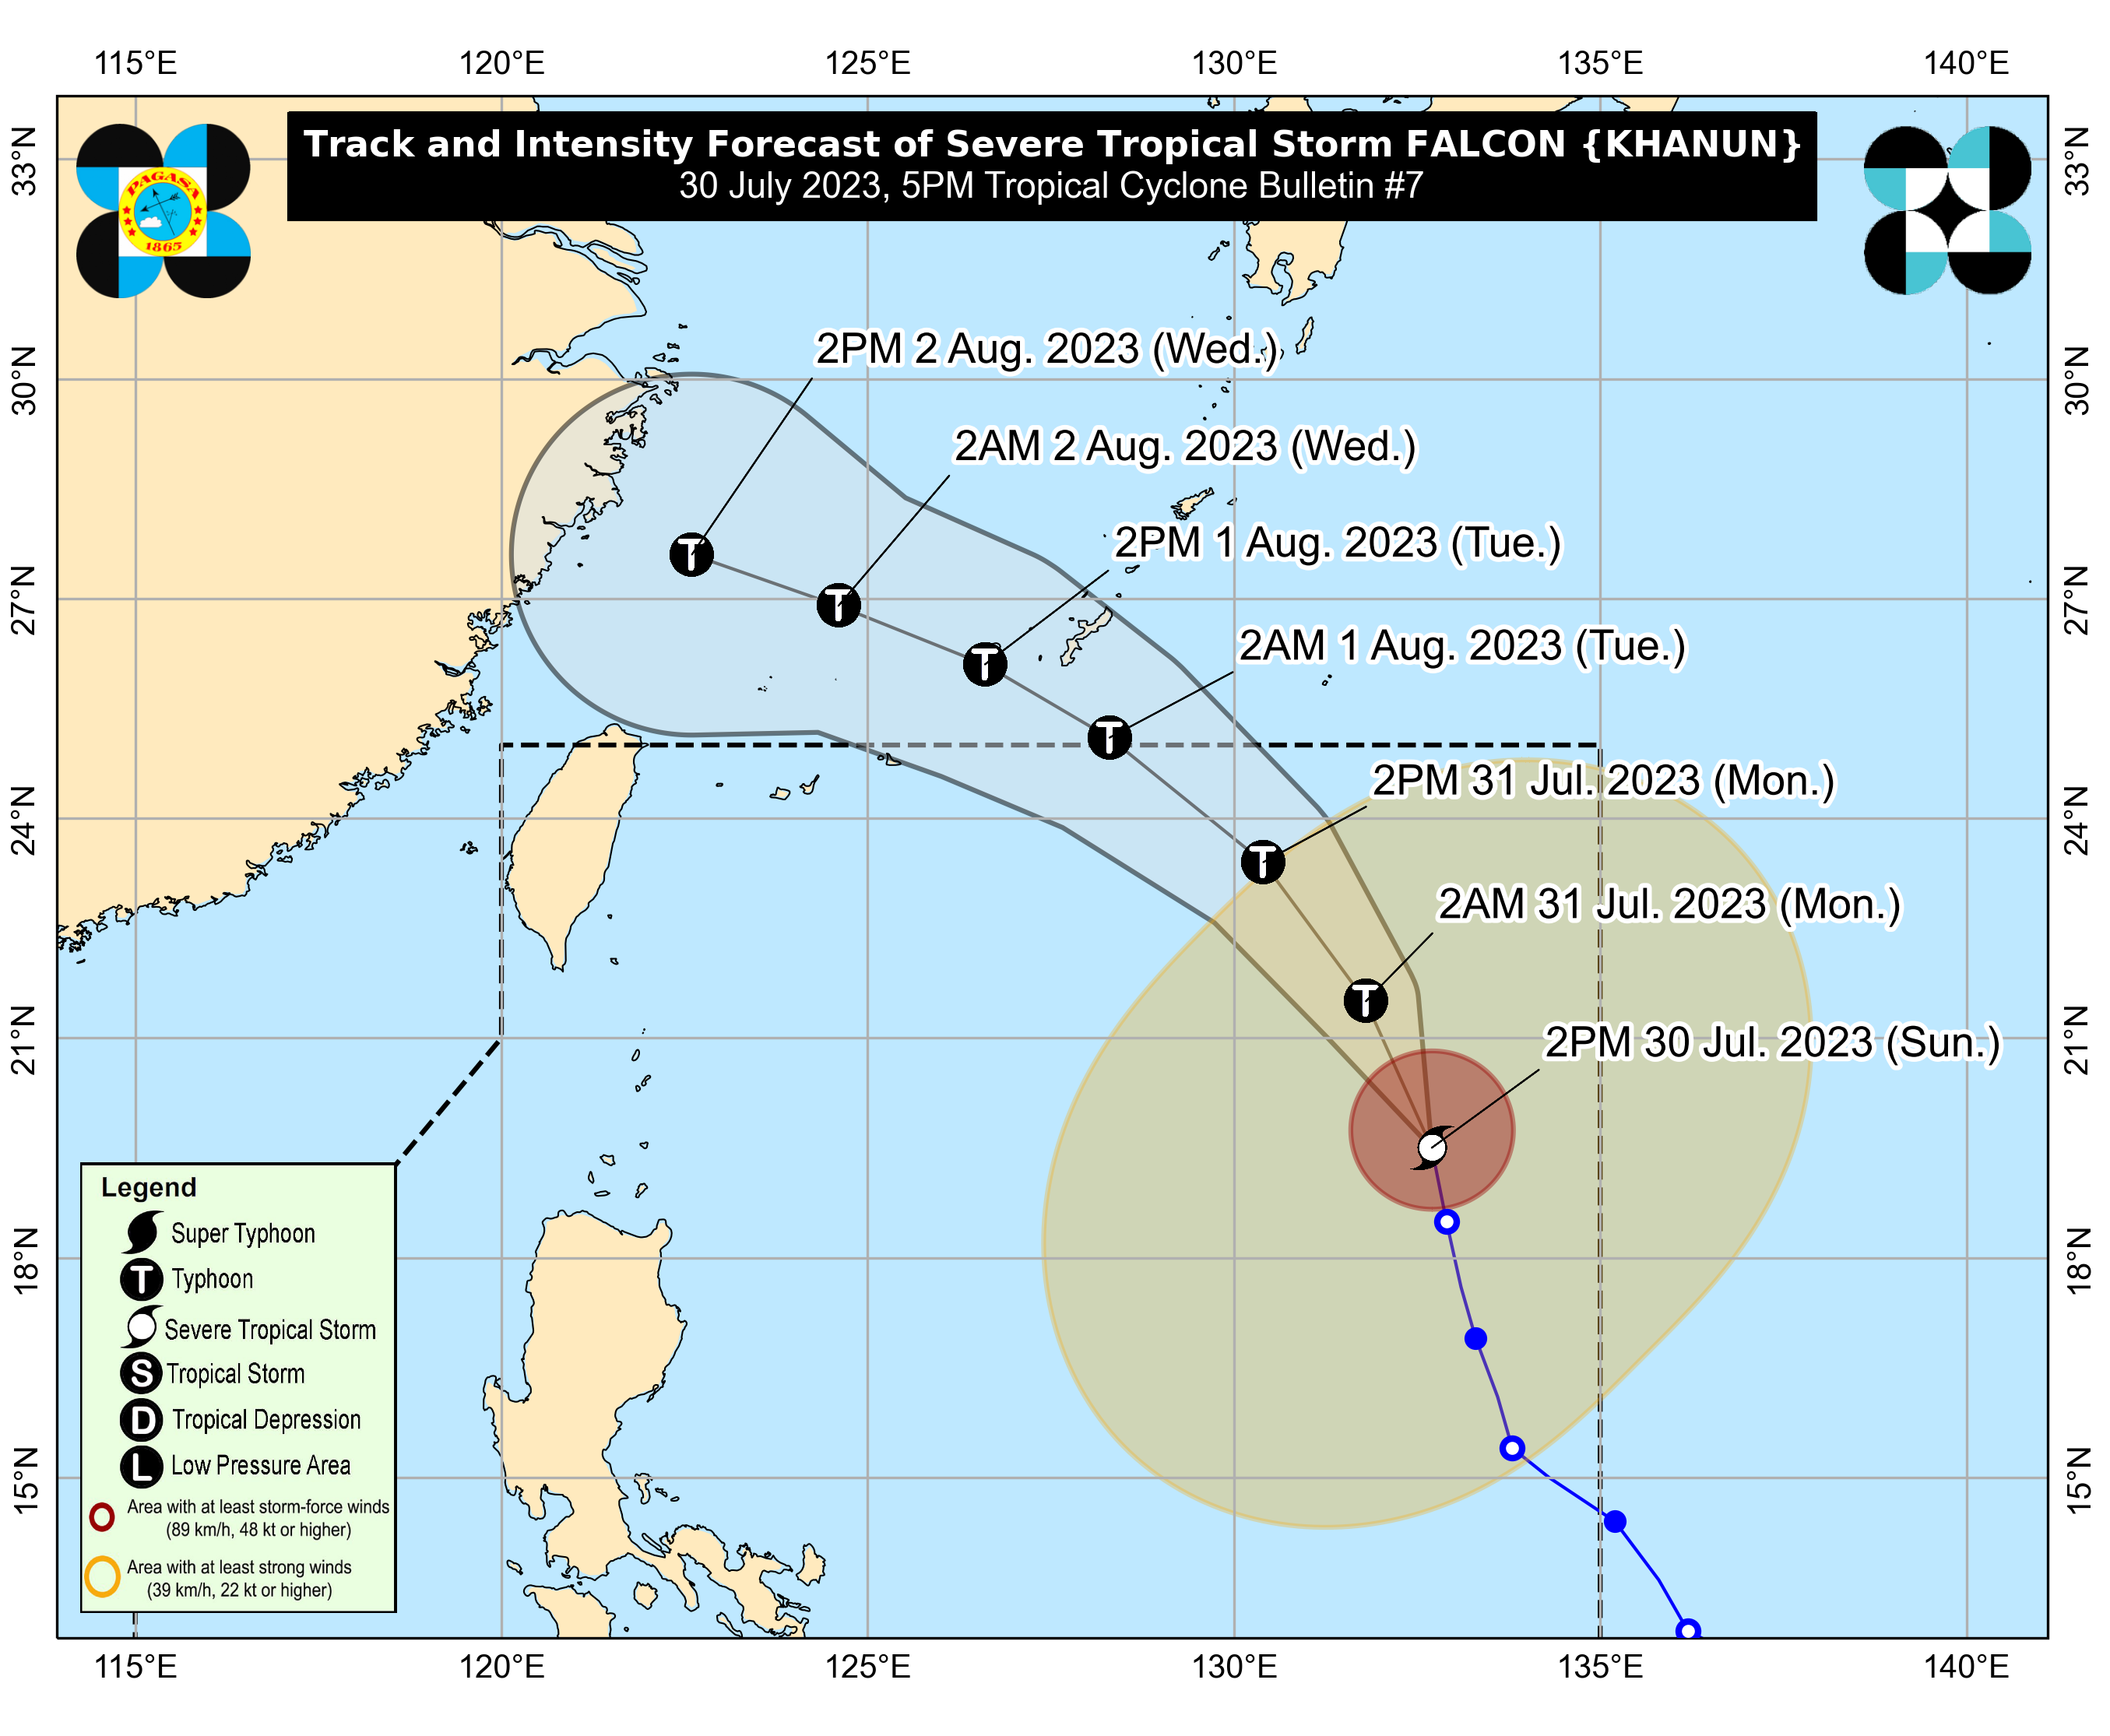 115°E 120°E 125°E 130°E 135°E 140°E
Track and Intensity Forecast of Severe Tropical Storm FALCON {KHANUN}
30 July 2023, 5PM Tropical Cyclone Bulletin #7
PAGASA
1865
33°N 33°N
2PM 2 Aug. 2023 (Wed.)
30°N 30°N
2AM 2 Aug. 2023 (Wed.)
2PM 1 Aug. 2023 (Tue.)
27°N 27°N
2AM 1 Aug. 2023 (Tue.)
2PM 31 Jul. 2023 (Mon.)
24°N 24°N
2AM 31 Jul. 2023 (Mon.)
2PM 30 Jul. 2023 (Sun.)
21°N 21°N
T
T
T
T
T
T
18°N 18°N
15°N 15°N
Legend
Super Typhoon
T Typhoon
Severe Tropical Storm
S Tropical Storm
D Tropical Depression
L Low Pressure Area
Area with at least storm-force winds
(89 km/h, 48 kt or higher)
Area with at least strong winds
(39 km/h, 22 kt or higher)
115°E 120°E 125°E 130°E 135°E 140°E